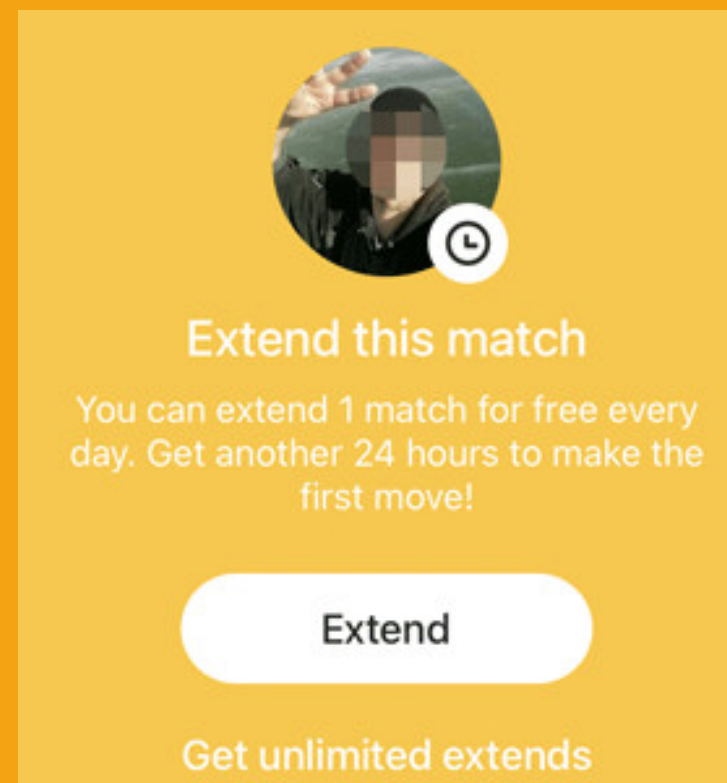 Extend this match
You can extend 1 match for free every
day. Get another 24 hours to make the
first move!
Extend
Get unlimited extends